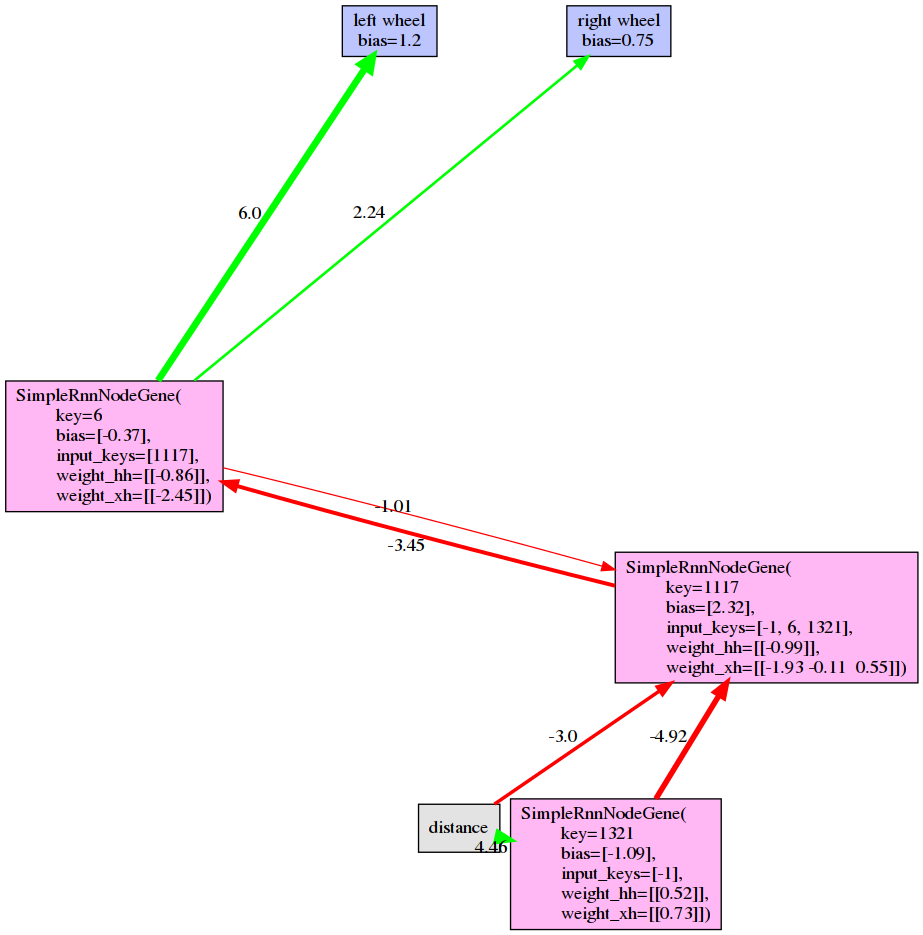 left wheel
bias=1.2
right wheel
bias=0.75
6.0
2.24
SimpleRnnNodeGene(
key=6
bias=[-0.37],
input_keys=[1117],
weight_hh=[[-0.86]],
weight_xh=[[-2.45]])
-1.01
-3.45
SimpleRnnNodeGene(
key=1117
bias=[2.32],
input_keys=[-1, 6, 1321],
weight_hh=[[-0.99]],
weight_xh=[[-1.93 -0.11  0.55]])
-3.0
-4.92
distance
4.46
SimpleRnnNodeGene(
key=1321
bias=[-1.09],
input_keys=[-1],
weight_hh=[[0.52]],
weight_xh=[[0.73]])